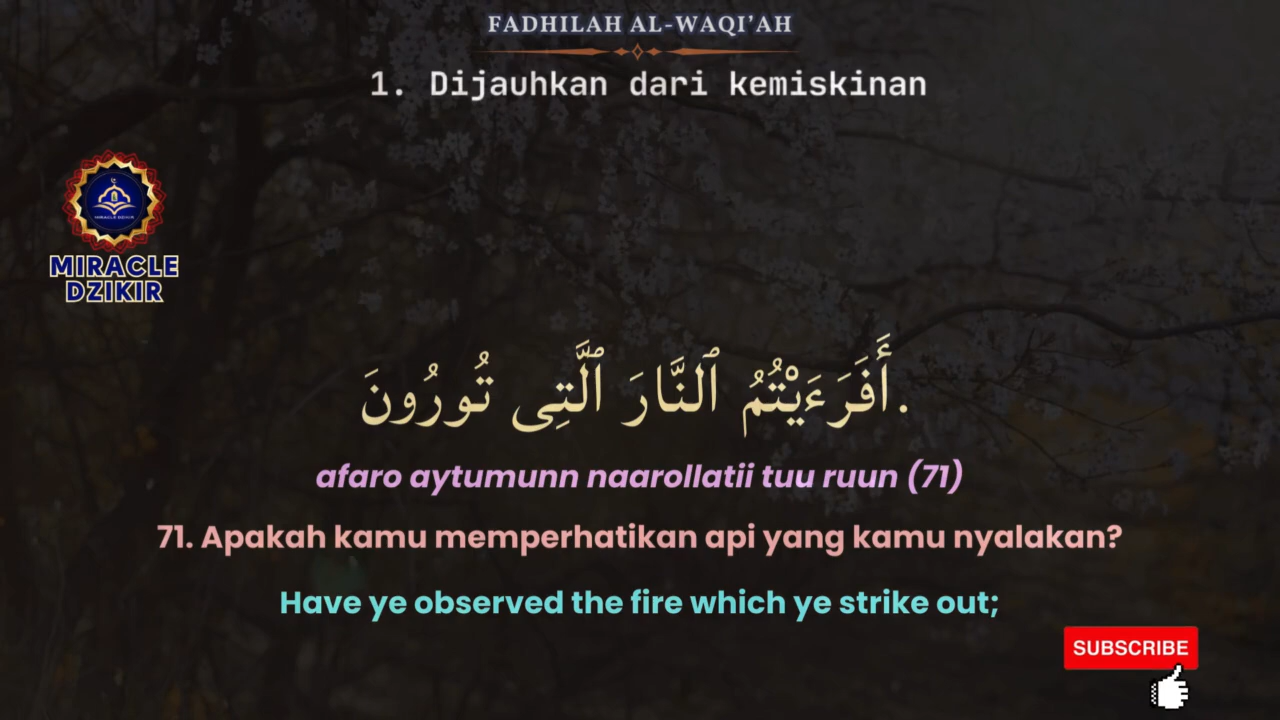 FADHILAH AL-WAQI'AH
1. Dijauhkan dari kemiskinan
MIRACLE DZIKIR
MIRACLE
DZIKIR
أَفَرَءَيْتُمُ ٱلنَّارَ ٱلَّتِى تُورُونَ.
afaro aytumunn naarollatii tuu ruun (71)
71. Apakah kamu memperhatikan api yang kamu nyalakan?
Have ye observed the fire which ye strike out;
SUBSCRIBE